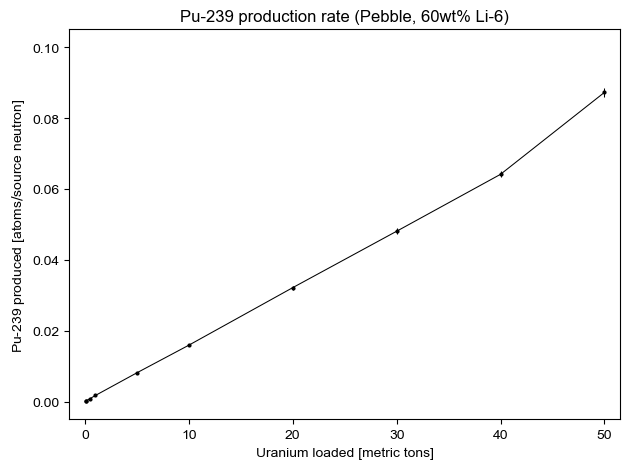 Pu-239 production rate (Pebble, 60wt% Li-6)
Pu-239 produced [atoms/source neutron]
0.10
0.08
0.06
0.04
0.02
0.00
0 10 20 30 40 50
Uranium loaded [metric tons]